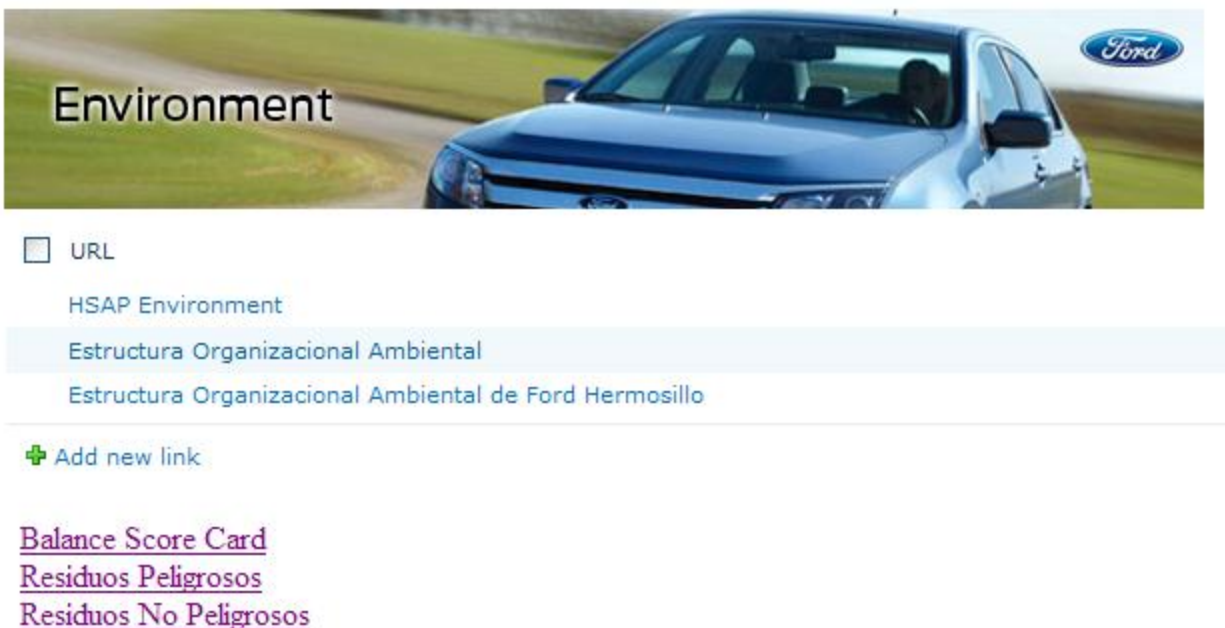 Environment
Ford
URL
HSAP Environment
Estructura Organizacional Ambiental
Estructura Organizacional Ambiental de Ford Hermosillo
Add new link
Balance Score Card
Residuos Peligrosos
Residuos No Peligrosos